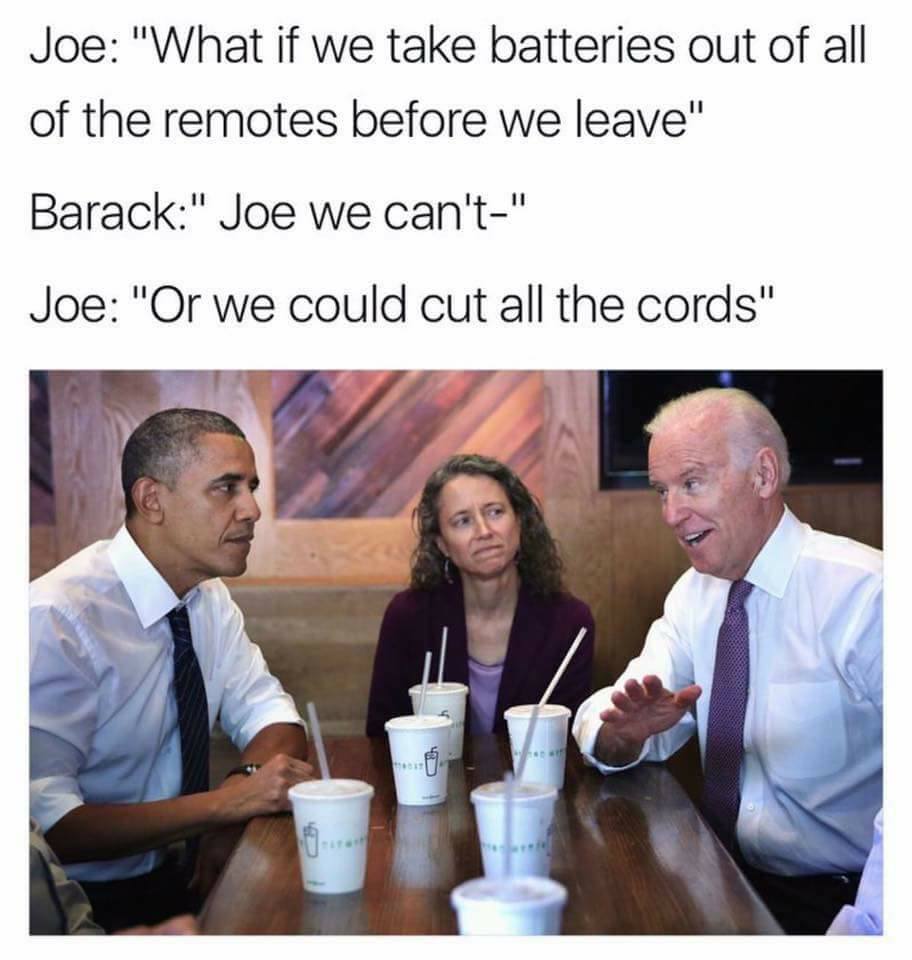 Joe: "What if we take batteries out of all
of the remotes before we leave"
Barack:" Joe we can't-"
Joe: "Or we could cut all the cords"